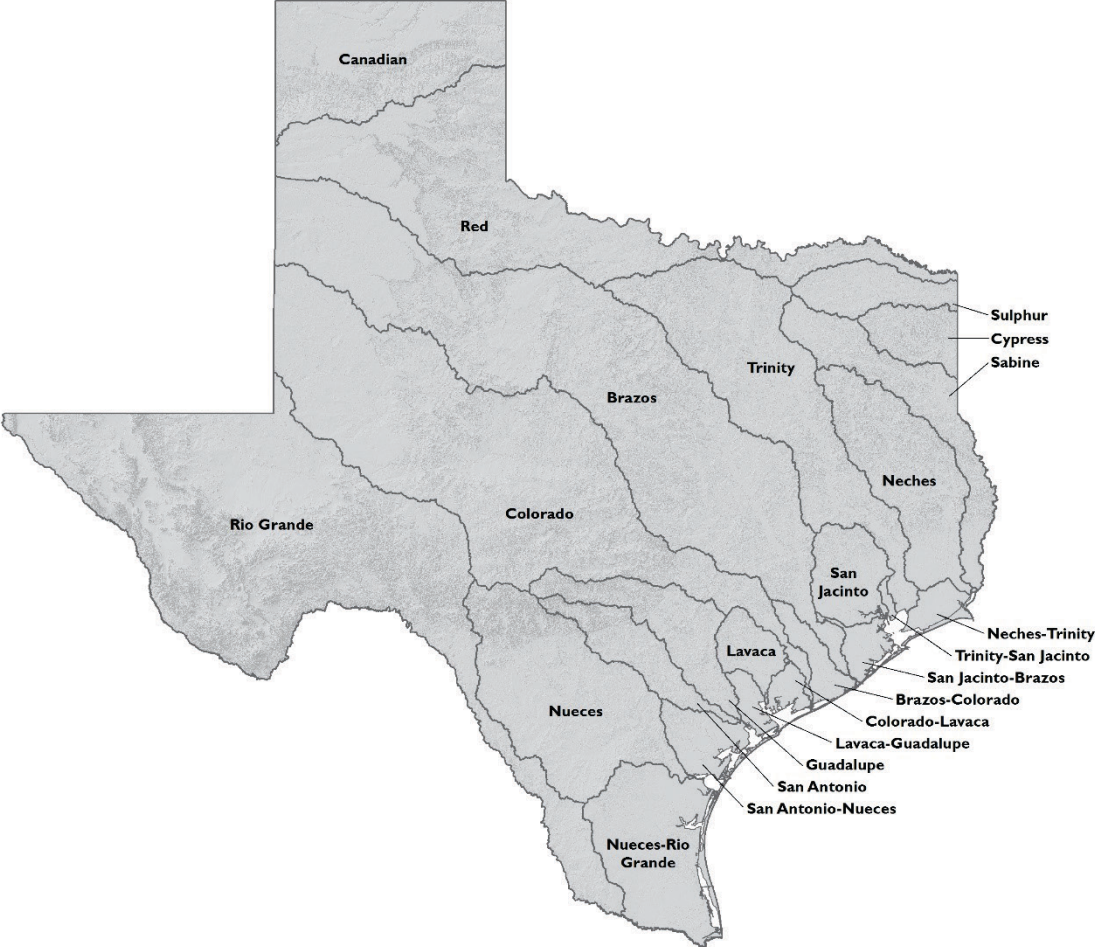 Canadian
Red
Sulphur
Cypress
Sabine
Trinity
Brazos
Neches
Colorado
Rio Grande
San
Jacinto
Neches-Trinity
Lavaca
Trinity-San Jacinto
San Jacinto-Brazos
Brazos-Colorado
Nueces
Colorado-Lavaca
Lavaca-Guadalupe
Guadalupe
San Antonio
San Antonio-Nueces
Nueces-Rio
Grande